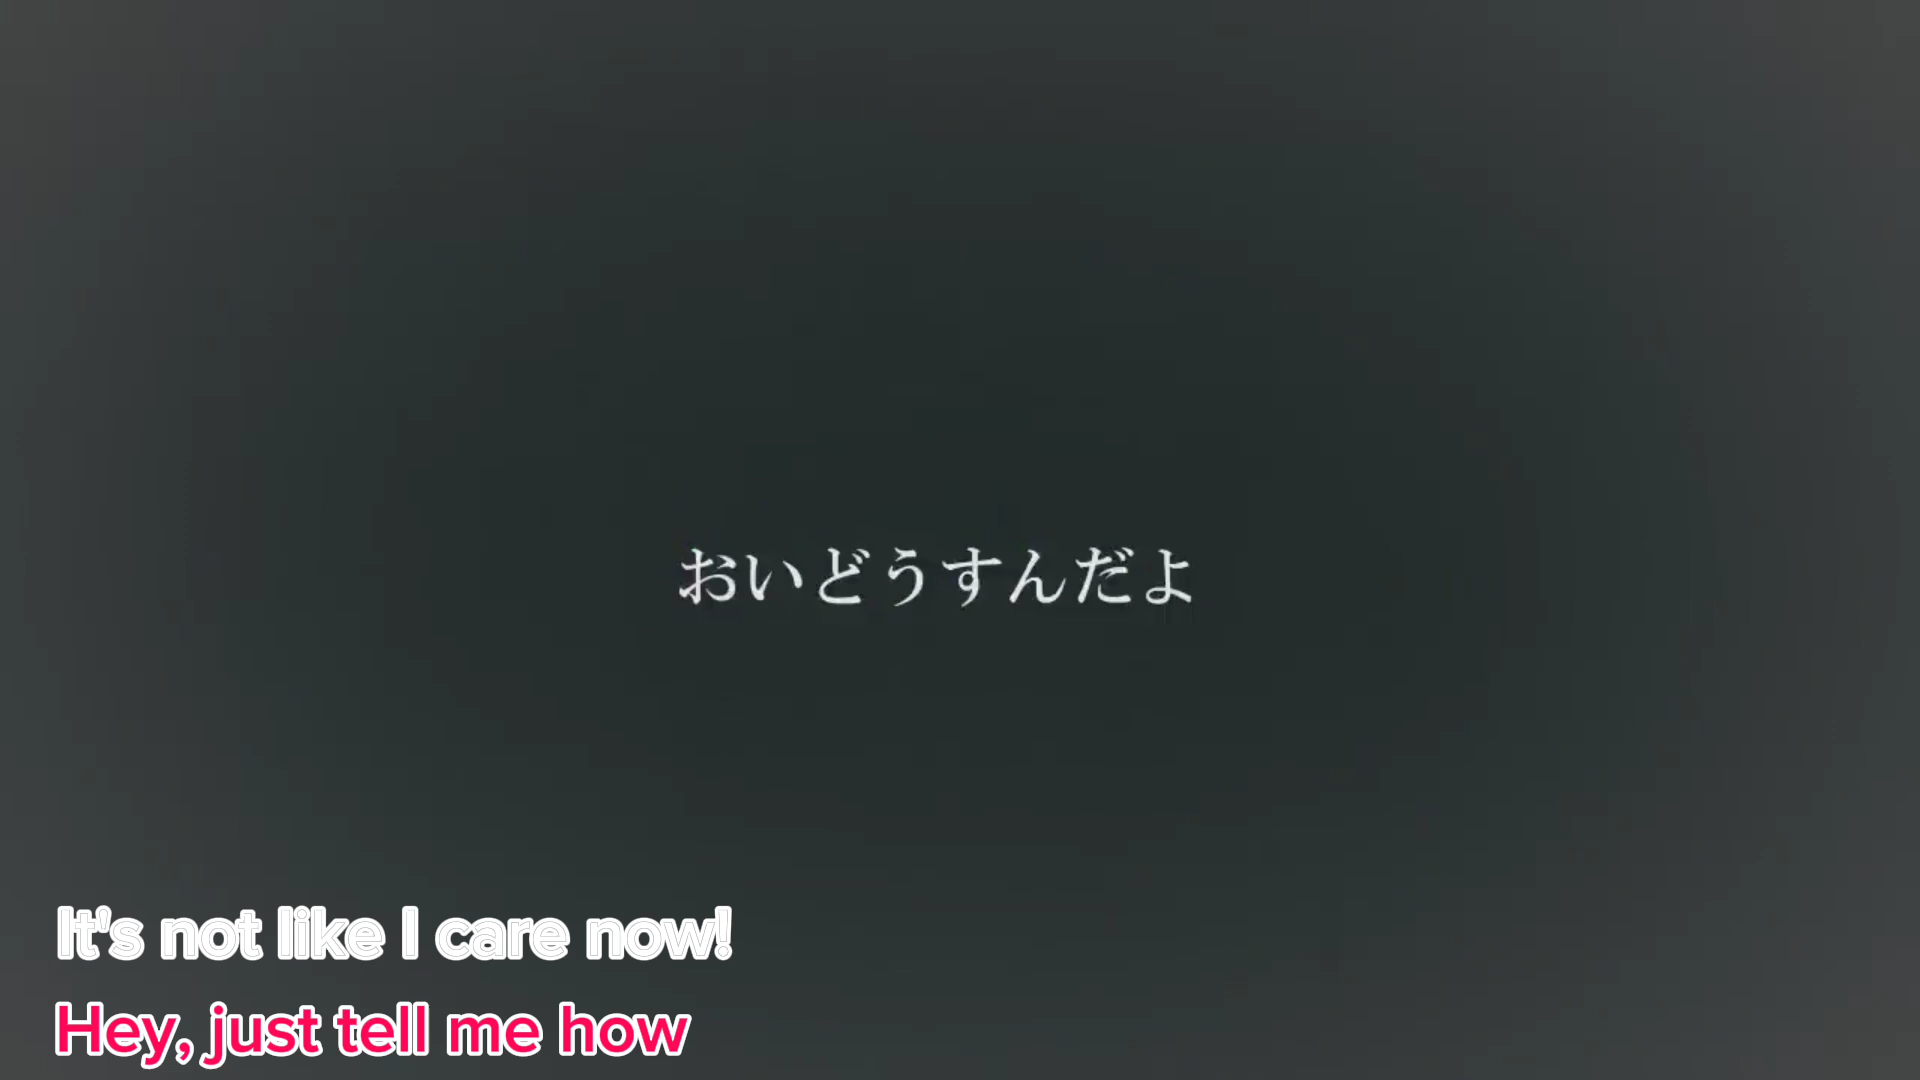 おいどうすんだよ
It's not like I care now!
Hey, just tell me how